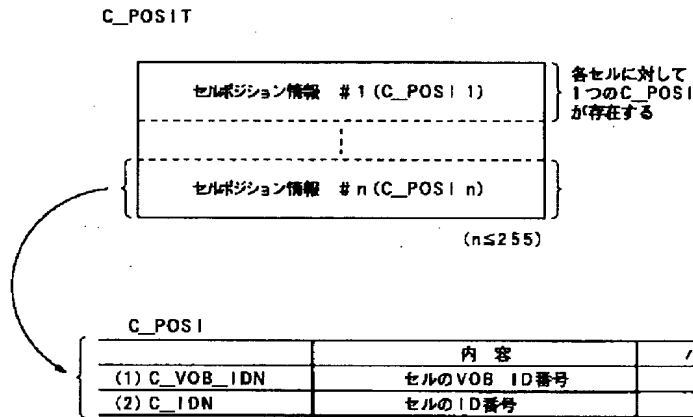 C_POSIT
セルポジション情報 #1(C_POSI 1)
各セルに対して
1つのC_POSI
が存在する
セルポジション情報 #n(C_POSI n)
(n≦255)
C_POSI
内 容
(1) C_VOB_IDN セルのVOB ID番号
(2) C_IDN セルのID番号